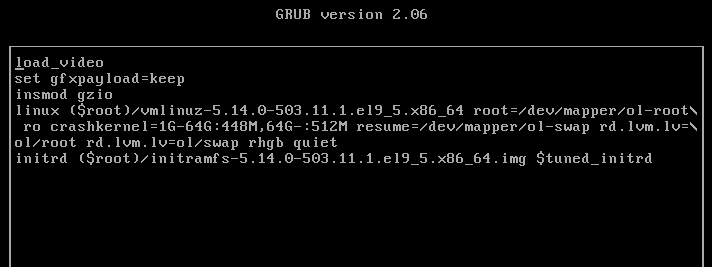 GRUB version 2.06
load_video
set gfxpayload=keep
insmod gzio
linux ($root)/vmlinuz-5.14.0-503.11.1.el9_5.x86_64 root=/dev/mapper/ol-root\
ro crashkernel=1G-64G:448M,64G-:512M resume=/dev/mapper/ol-swap rd.lvm.lv=\
ol/root rd.lvm.lv=ol/swap rhgb quiet
initrd ($root)/initramfs-5.14.0-503.11.1.el9_5.x86_64.img $tuned_initrd